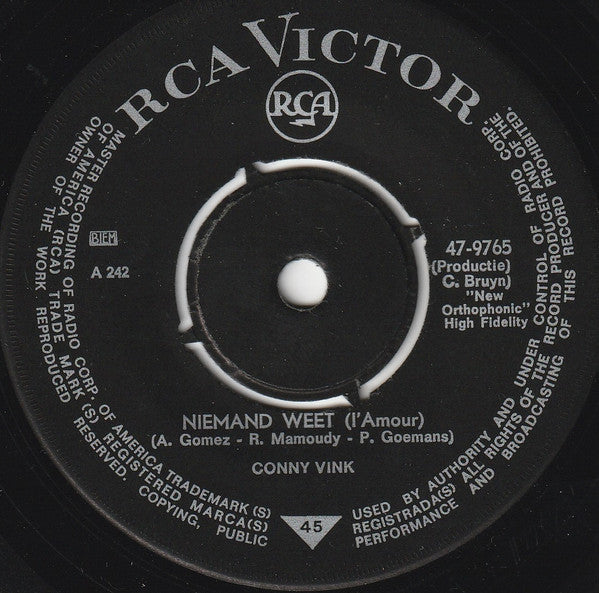 RCA VICTOR
RCA
BIEM
A 242
47-9765
(Productie)
C. Bruyn)
"New
Orthophonic"
High Fidelity
NIEMAND WEET (l'Amour)
(A. Gomez - R. Mamoudy - P. Goemans)
CONNY VINK
45
MASTER RECORDING OF RADIO CORP. OF AMERICA TRADEMARK (S)
OF AMERICA (RCA). TRADE MARK (S) REGISTERED MARCA(S)
OWNER OF THE WORK REPRODUCED RESERVED. COPYING, PUBLIC
USED BY AUTHORITY AND UNDER CONTROL OF RADIO CORP.
REGISTRADA(S) ALL RIGHTS OF THE RECORD PRODUCER AND OF THE
PERFORMANCE AND BROADCASTING OF THIS RECORD PROHIBITED.